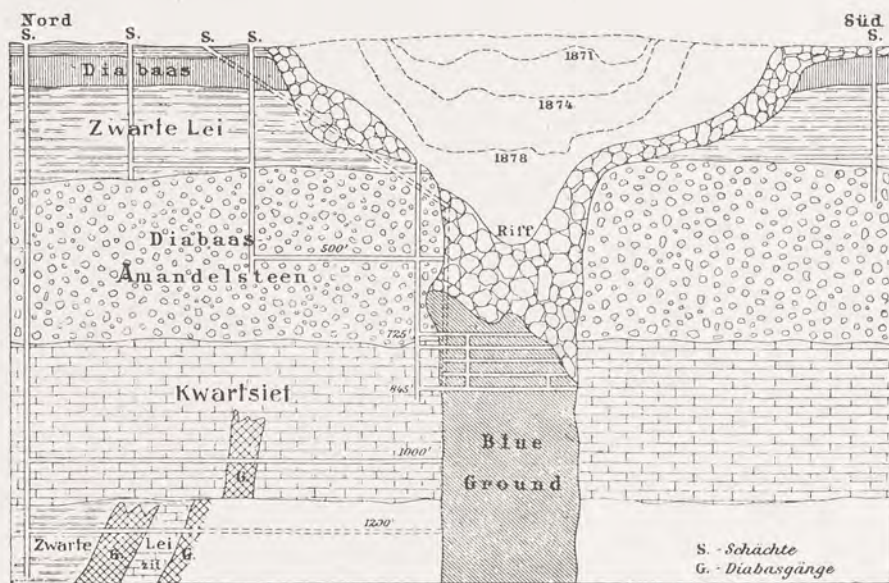 Nord
Süd
S.
S.
S.
S.
S.
Diabaas
1871
1874
Zwarte Lei
1878
Riff
Diabaas
500'
Amandelsteen
725'
845'
Kwartsiet
Blue
Ground
1000'
G.
1230'
Zwarte
G.
Lei
G.
S. - Schächte
G. - Diabasgänge